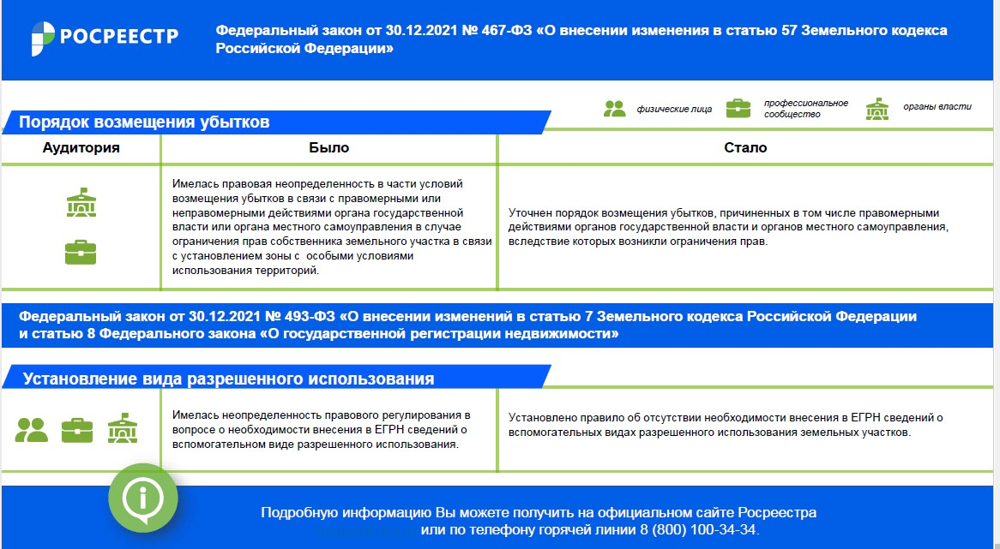 РОСРЕЕСТР
Федеральный закон от 30.12.2021 № 467-ФЗ «О внесении изменения в статью 57 Земельного кодекса
Российской Федерации»
физические лица
профессиональное
сообщество
органы власти
Порядок возмещения убытков
Аудитория
Было
Стало
Имелась правовая неопределенность в части условий
возмещения убытков в связи с правомерными или
неправомерными действиями органа государственной
власти или органа местного самоуправления в случае
ограничения прав собственника земельного участка в связи
с установлением зоны с особыми условиями
использования территорий.
Уточнен порядок возмещения убытков, причиненных в том числе правомерными
действиями органов государственной власти и органов местного самоуправления,
вследствие которых возникли ограничения прав.
Федеральный закон от 30.12.2021 № 493-ФЗ «О внесении изменений в статью 7 Земельного кодекса Российской Федерации
и статью 8 Федерального закона «О государственной регистрации недвижимости»
Установление вида разрешенного использования
Имелась неопределенность правового регулирования в
вопросе о необходимости внесения в ЕГРН сведений о
вспомогательном виде разрешенного использования.
Установлено правило об отсутствии необходимости внесения в ЕГРН сведений о
вспомогательных видах разрешенного использования земельных участков.
Подробную информацию Вы можете получить на официальном сайте Росреестра
или по телефону горячей линии 8 (800) 100-34-34.